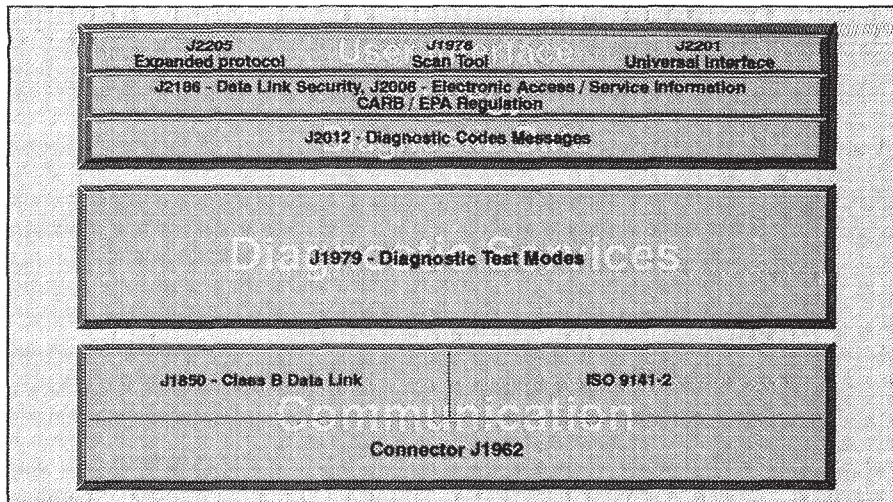 J2205 J1978 J2201
Expanded protocol Scan Tool Universal Interface
User Interface
J2186 - Data Link Security, J2008 - Electronic Access / Service Information
CARB / EPA Regulation
J2012 - Diagnostic Codes Messages
Diagnostic Services
J1979 - Diagnostic Test Modes
J1850 - Class B Data Link ISO 9141-2
Communication
Connector J1962